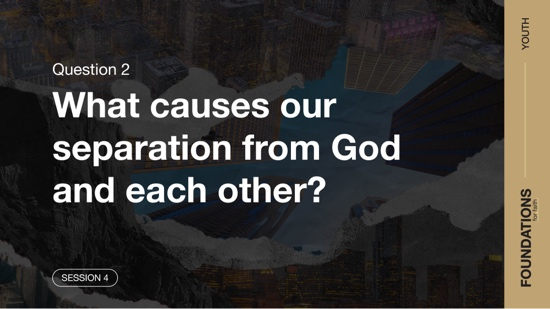 Question 2
What causes our
separation from God
and each other?
SESSION 4
YOUTH
FOUNDATIONS
for faith